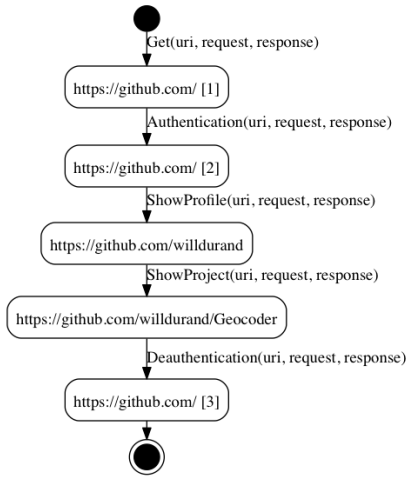 Get(uri, request, response)
https://github.com/ [1]
Authentication(uri, request, response)
https://github.com/ [2]
ShowProfile(uri, request, response)
https://github.com/willdurand
ShowProject(uri, request, response)
https://github.com/willdurand/Geocoder
Deauthentication(uri, request, response)
https://github.com/ [3]